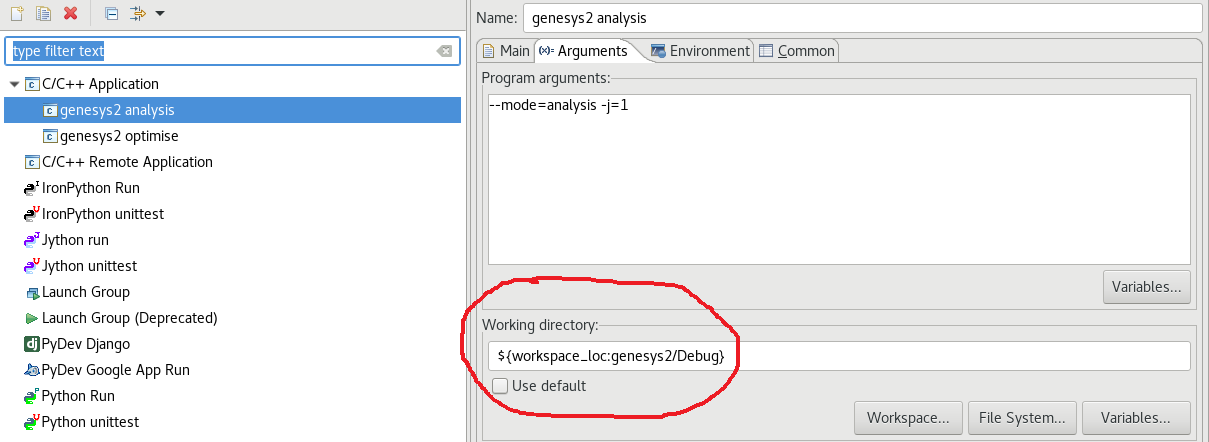 type filter text
C/C++ Application
genesys2 analysis
genesys2 optimise
C/C++ Remote Application
IronPython Run
IronPython unittest
Jython run
Jython unittest
Launch Group
Launch Group (Deprecated)
PyDev Django
PyDev Google App Run
Python Run
Python unittest
Name: genesys2 analysis
Main (x)= Arguments Environment Common
Program arguments:
--mode=analysis -j=1
Variables...
Working directory:
${workspace_loc:genesys2/Debug}
Use default
Workspace... File System... Variables...